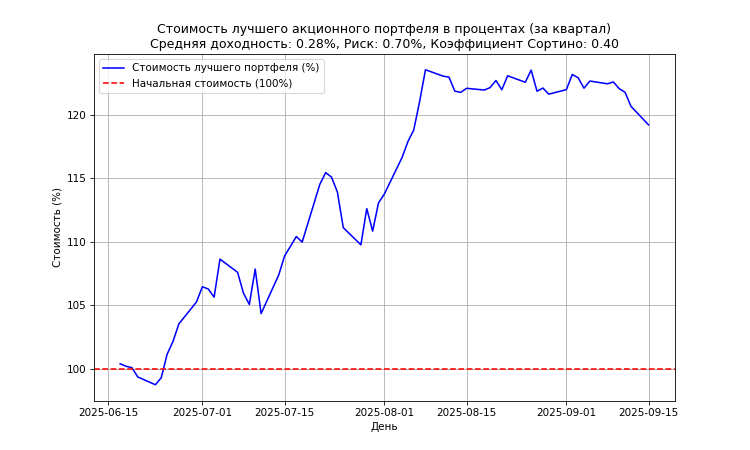 Стоимость лучшего акционного портфеля в процентах (за квартал)
Средняя доходность: 0.28%, Риск: 0.70%, Коэффициент Сортино: 0.40
Стоимость лучшего портфеля (%)
Начальная стоимость (100%)
Стоимость (%)
120
115
110
105
100
2025-06-15
2025-07-01
2025-07-15
2025-08-01
2025-08-15
2025-09-01
2025-09-15
День